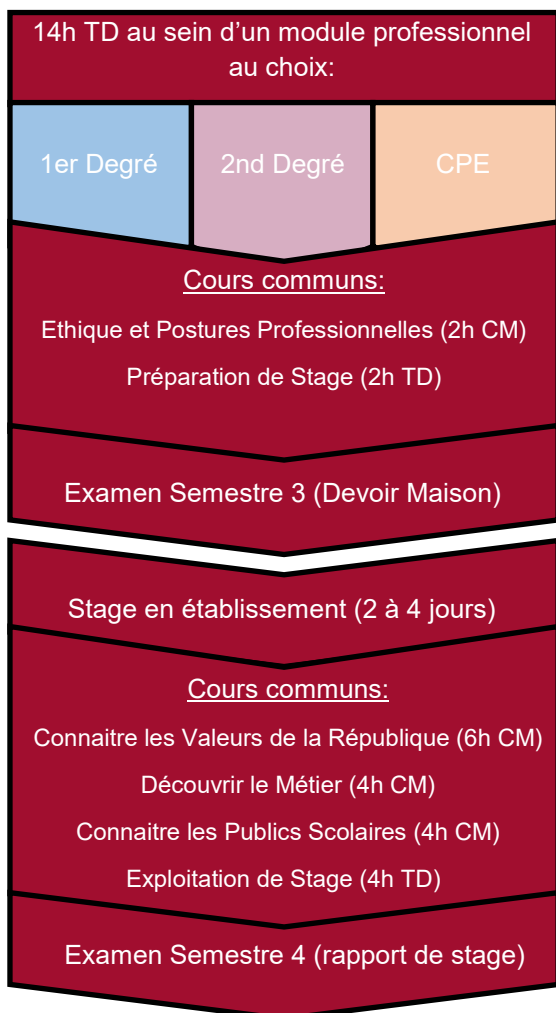 14h TD au sein d’un module professionnel
au choix:
1er Degré
2nd Degré
CPE
Cours communs:
Ethique et Postures Professionnelles (2h CM)
Préparation de Stage (2h TD)
Examen Semestre 3 (Devoir Maison)
Stage en établissement (2 à 4 jours)
Cours communs:
Connaitre les Valeurs de la République (6h CM)
Découvrir le Métier (4h CM)
Connaitre les Publics Scolaires (4h CM)
Exploitation de Stage (4h TD)
Examen Semestre 4 (rapport de stage)